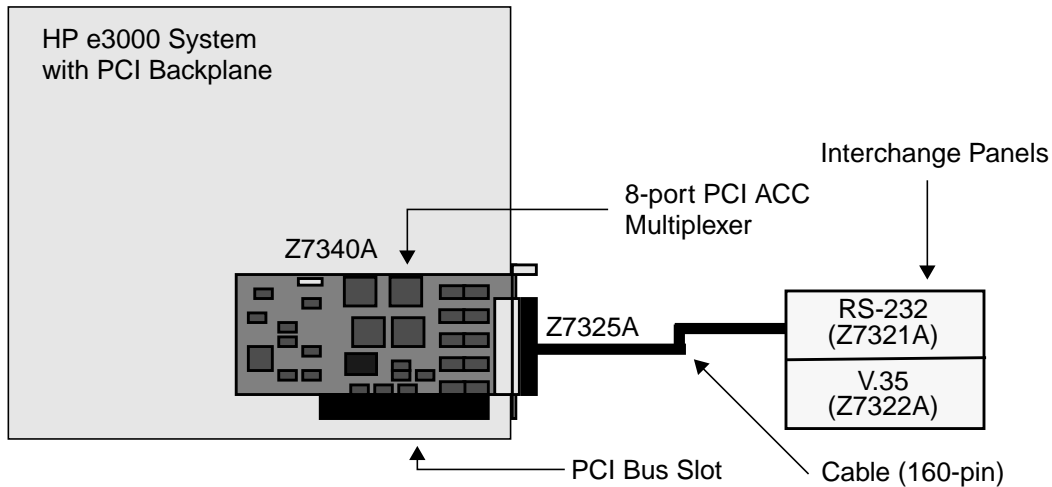 HP e3000 System
with PCI Backplane
Interchange Panels
8-port PCI ACC
Multiplexer
Z7340A
Z7325A
RS-232
(Z7321A)
V.35
(Z7322A)
PCI Bus Slot
Cable (160-pin)